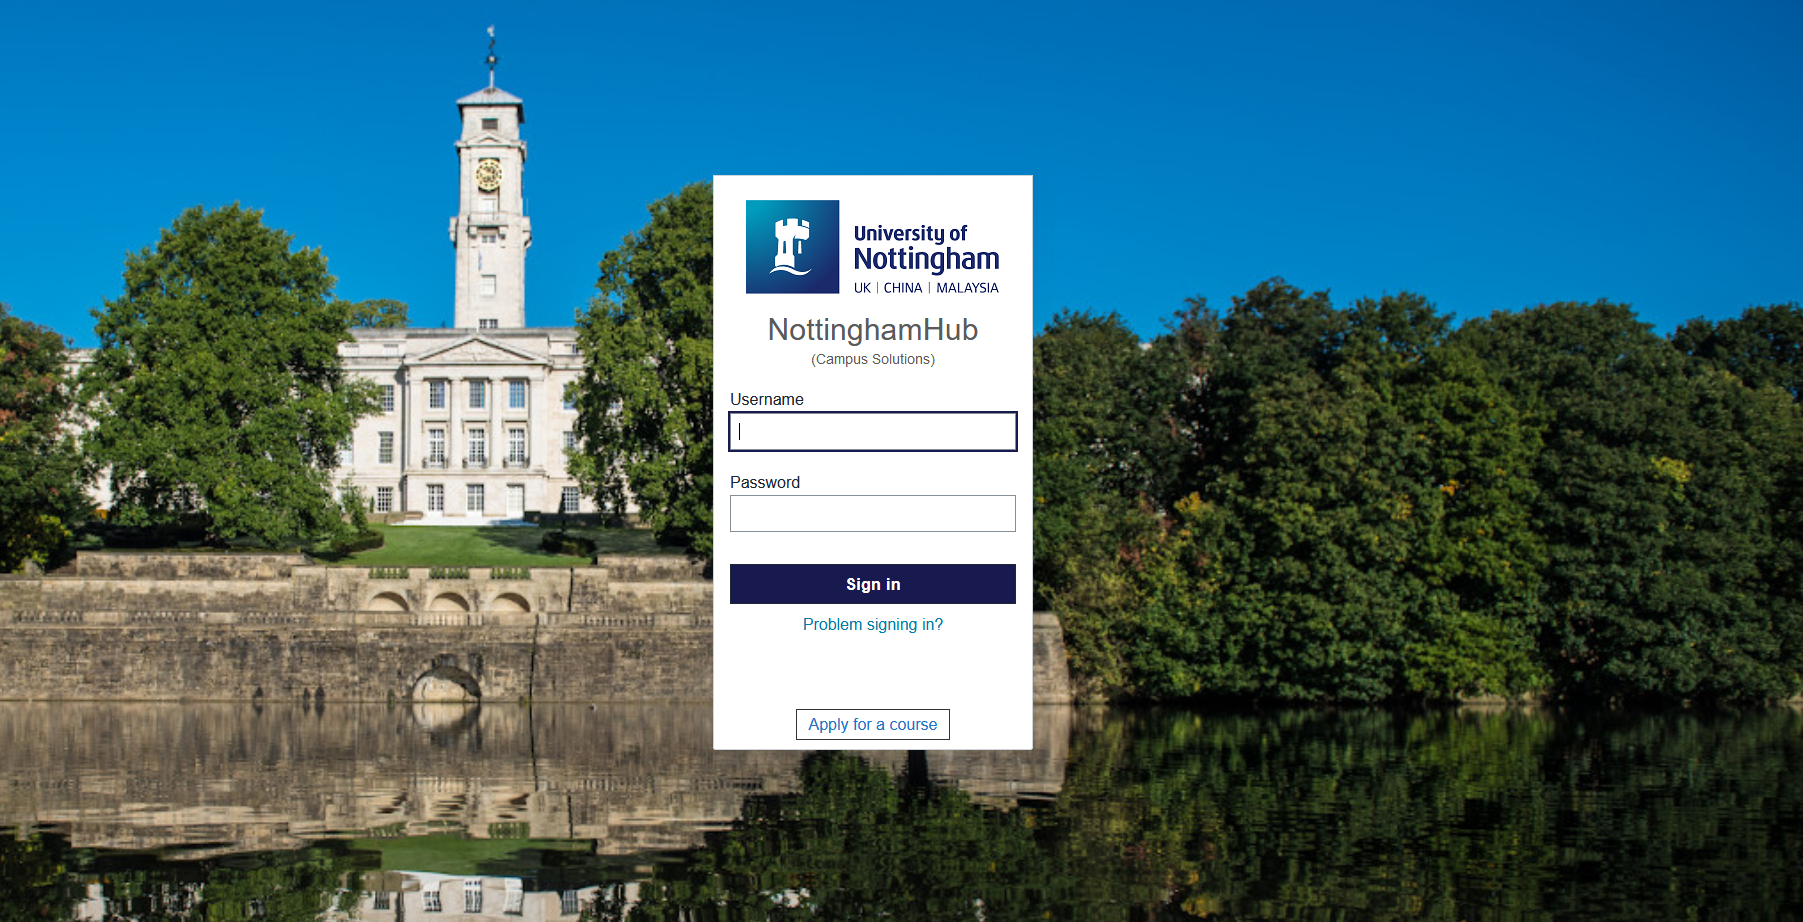 University of
Nottingham
UK | CHINA | MALAYSIA
NottinghamHub
(Campus Solutions)
Username
Password
Sign in
Problem signing in?
Apply for a course